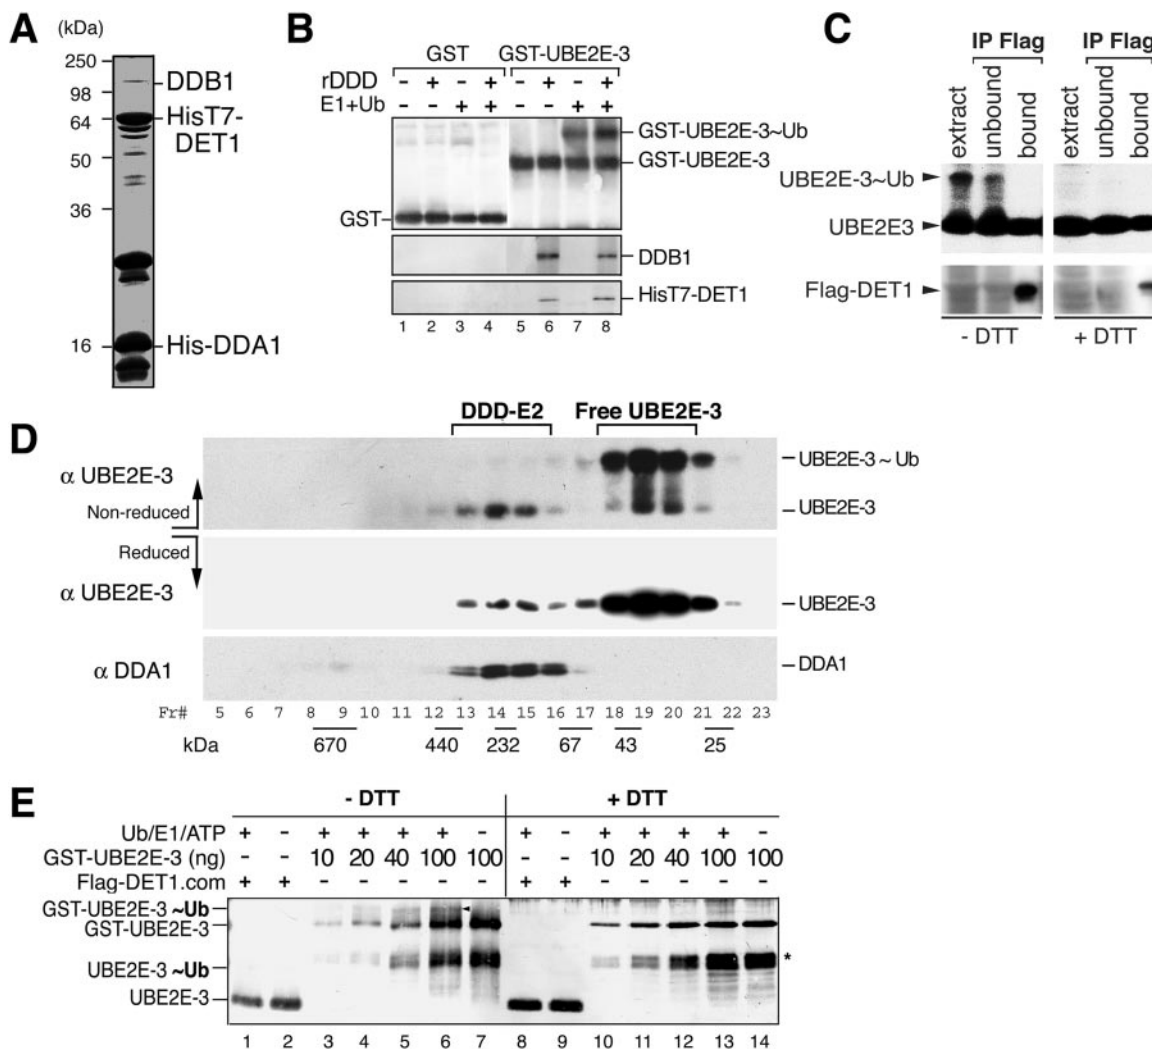 A
(kDa)
250
98
64
50
36
16
DDB1
HisT7-
DET1
His-DDA1
B
GST GST-UBE2E-3
rDDD - + - + - + - +
E1+Ub - - + + - - + +
GST-UBE2E-3~Ub
GST-UBE2E-3
GST
DDB1
HisT7-DET1
1 2 3 4 5 6 7 8
C
IP Flag IP Flag
extract unbound bound extract unbound bound
UBE2E-3~Ub
UBE2E3
Flag-DET1
- DTT + DTT
D
DDD-E2 Free UBE2E-3
α UBE2E-3
Non-reduced
UBE2E-3 ~ Ub
UBE2E-3
Reduced
α UBE2E-3
UBE2E-3
α DDA1
DDA1
Fr# 5 6 7 8 9 10 11 12 13 14 15 16 17 18 19 20 21 22 23
kDa 670 440 232 67 43 25
E
- DTT + DTT
Ub/E1/ATP + - + + + + - + - + + + + -
GST-UBE2E-3 (ng) - - 10 20 40 100 100 - - 10 20 40 100 100
Flag-DET1.com + + - - - - - + + - - - - -
GST-UBE2E-3 ~Ub
GST-UBE2E-3
UBE2E-3 ~Ub
*
UBE2E-3
1 2 3 4 5 6 7 8 9 10 11 12 13 14